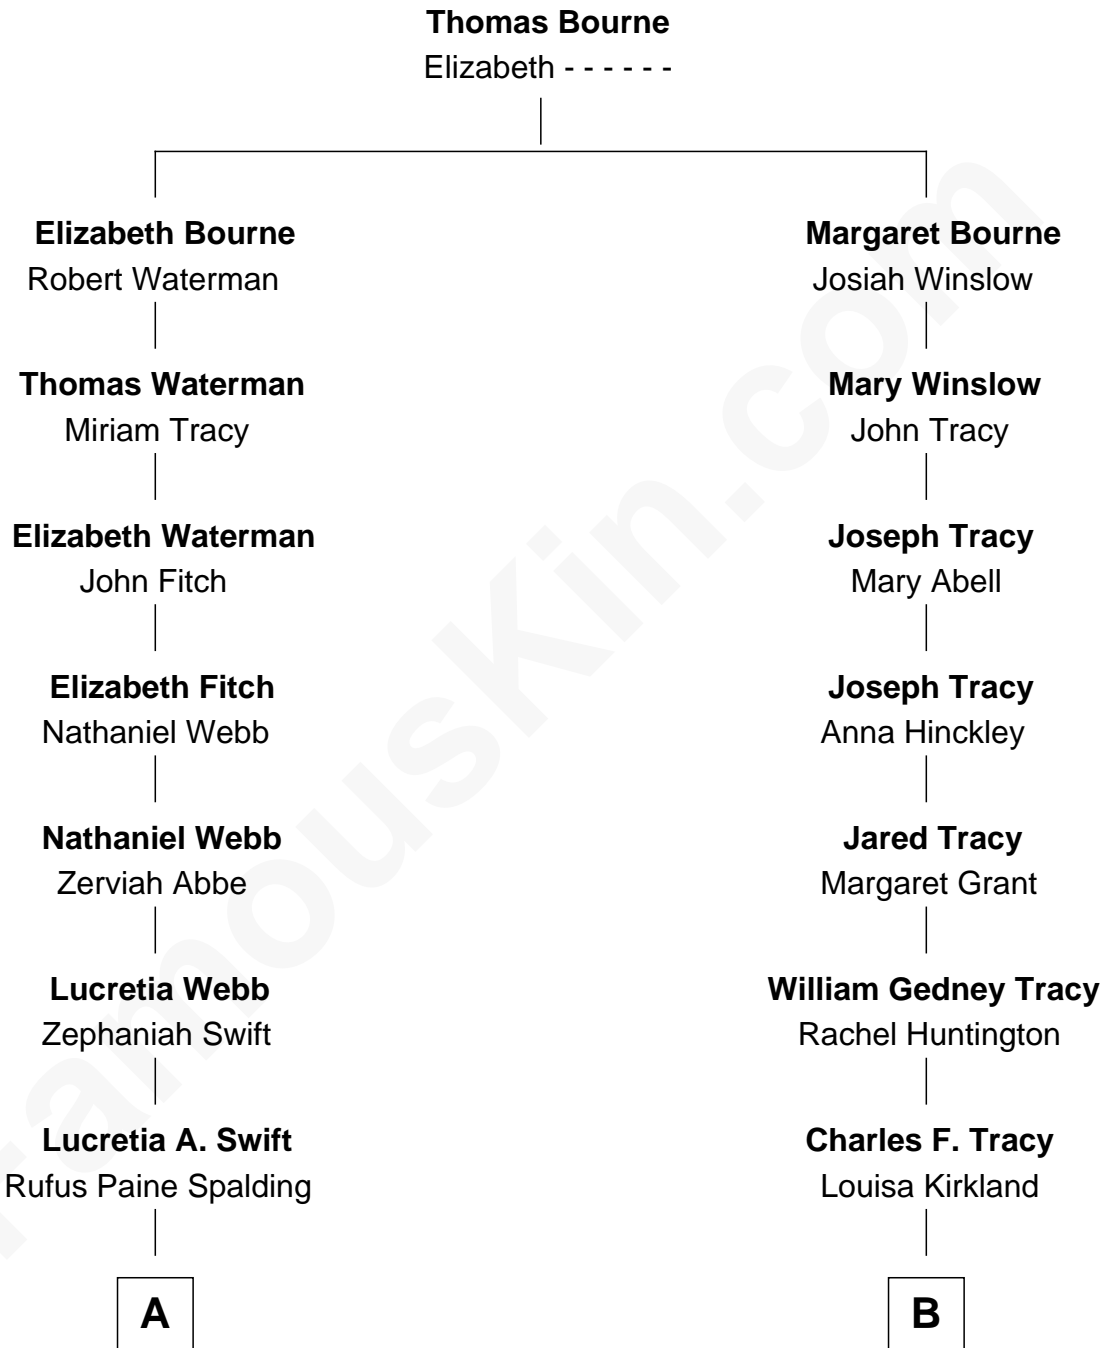 Thomas Bourne
Elizabeth - - - - - -
Elizabeth Bourne
Robert Waterman
Margaret Bourne
Josiah Winslow
Thomas Waterman
Miriam Tracy
Mary Winslow
John Tracy
Elizabeth Waterman
John Fitch
Joseph Tracy
Mary Abell
Elizabeth Fitch
Nathaniel Webb
Joseph Tracy
Anna Hinckley
Nathaniel Webb
Zerviah Abbe
Jared Tracy
Margaret Grant
Lucretia Webb
Zephaniah Swift
William Gedney Tracy
Rachel Huntington
Lucretia A. Swift
Rufus Paine Spalding
Charles F. Tracy
Louisa Kirkland
A
B
FamousKin.com